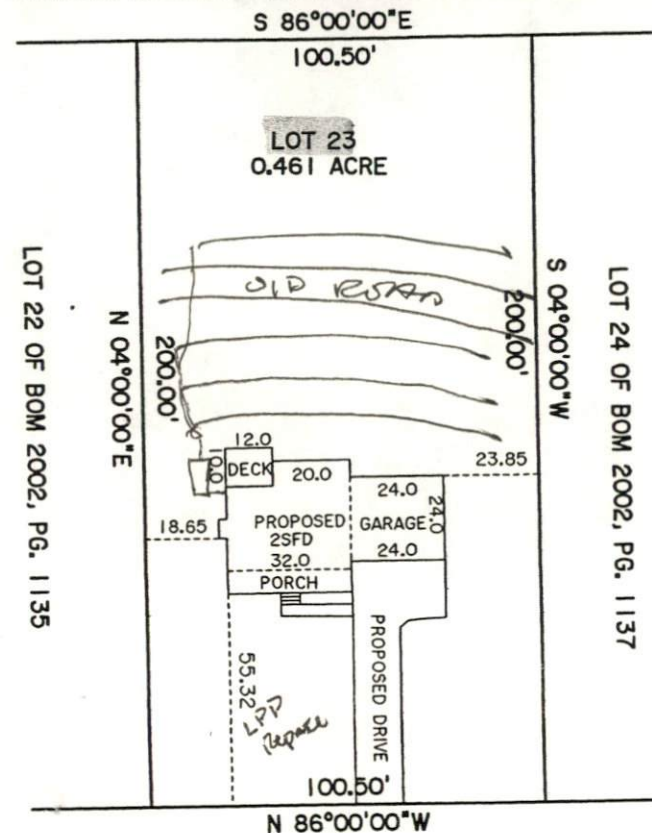 S 86°00'00"E
100.50'
LOT 23
0.461 ACRE
OLD ROAD
LOT 22 OF BOM 2002, PG. 1135
N 04°00'00"E
200.00'
200.00'
S 04°00'00"W
LOT 24 OF BOM 2002, PG. 1137
12.0
10.0
DECK
20.0
23.85
24.0
24.0
18.65
PROPOSED
2SFD
GARAGE
32.0
24.0
PORCH
PROPOSED DRIVE
55.32
LPP
Repair
100.50'
N 86°00'00"W